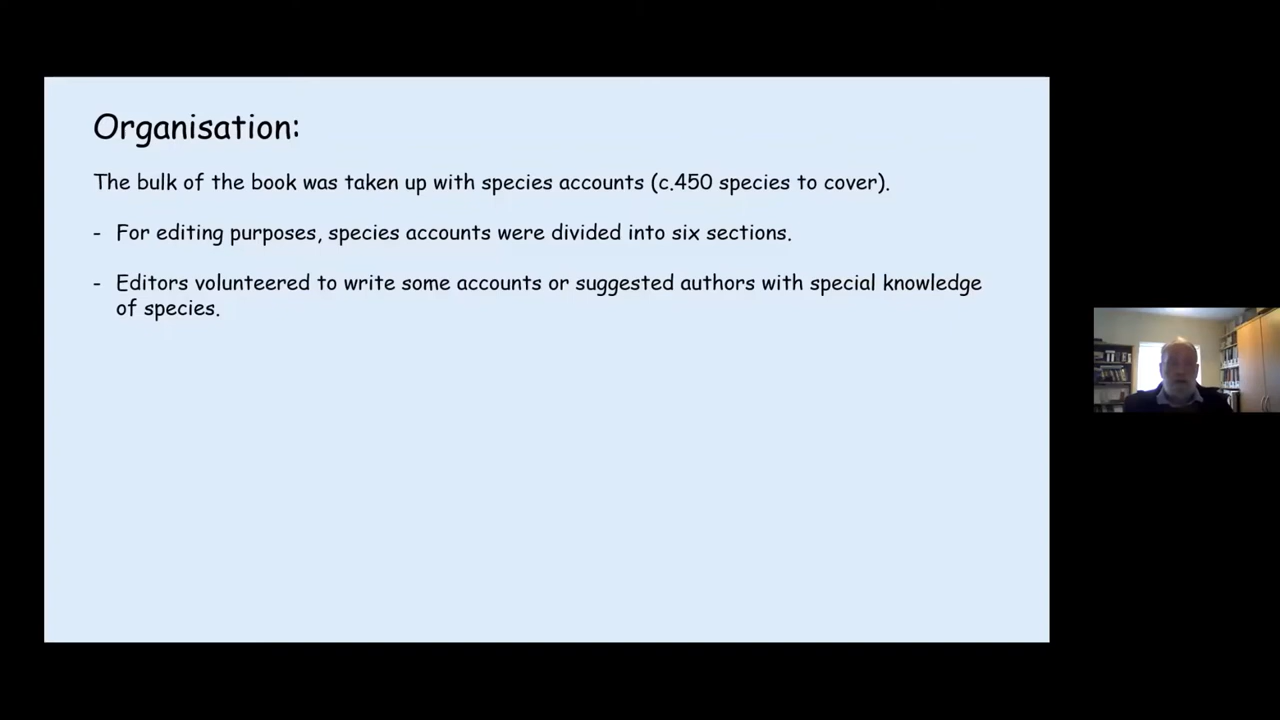 Organisation:
The bulk of the book was taken up with species accounts (c.450 species to cover).
- For editing purposes, species accounts were divided into six sections.
- Editors volunteered to write some accounts or suggested authors with special knowledge
of species.